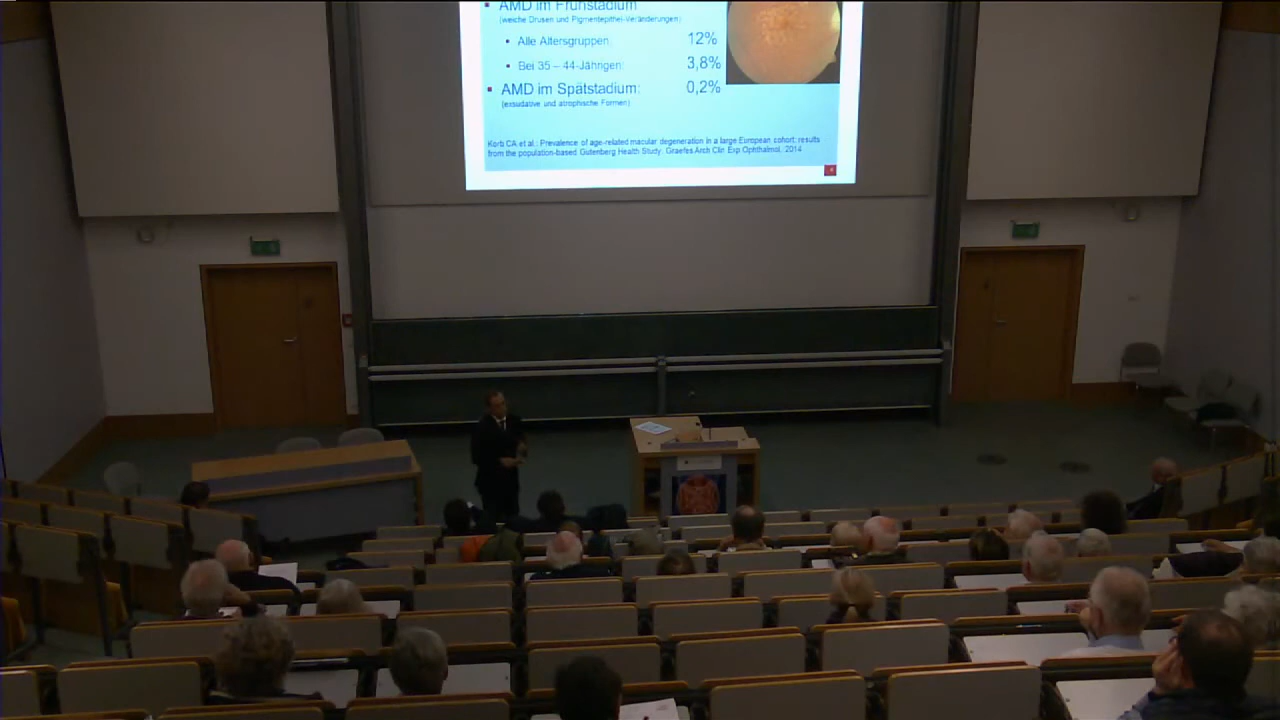 AMD im Frühstadium
(weiche Drusen und Pigmentepithel-Veränderungen)
Alle Altersgruppen: 12%
Bei 35 – 44-Jährigen: 3,8%
AMD im Spätstadium: 0,2%
(exsudative und atrophische Formen)
Korb CA et al.: Prevalence of age-related macular degeneration in a large European cohort: results
from the population-based Gutenberg Health Study. Graefes Arch Clin Exp Ophthalmol. 2014